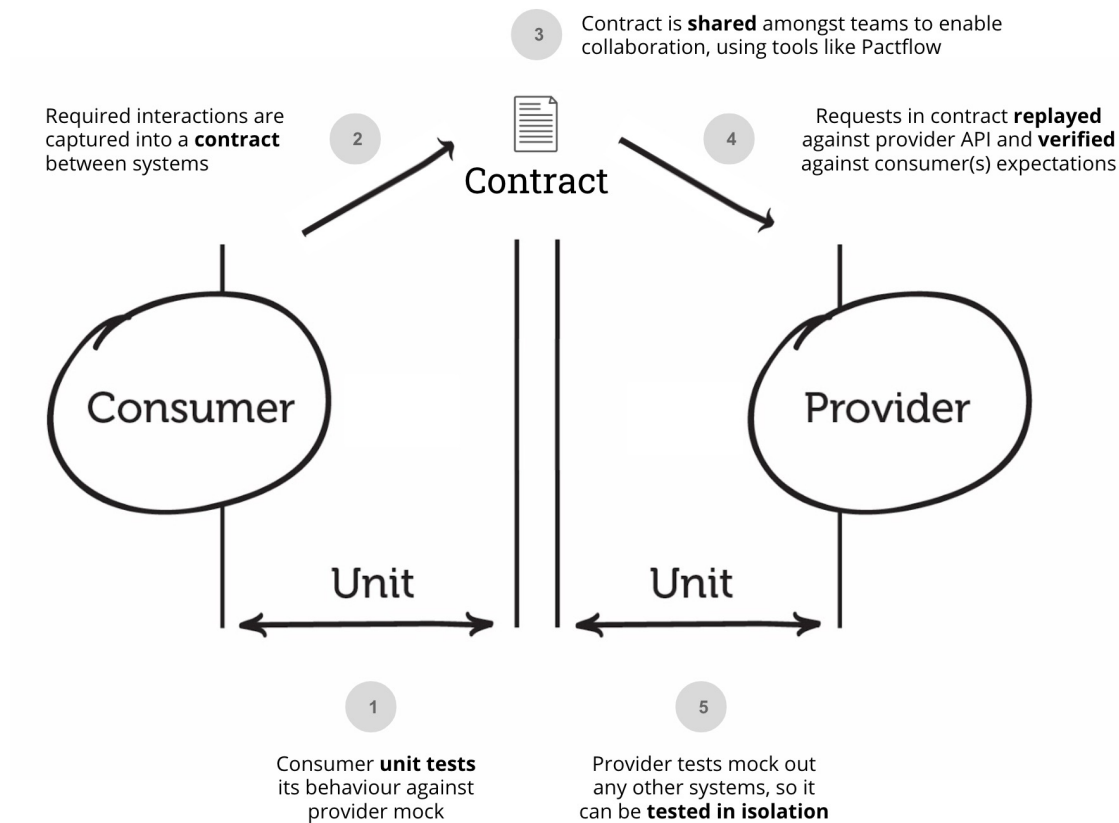 3
Contract is shared amongst teams to enable
collaboration, using tools like Pactflow
Required interactions are
captured into a contract
between systems
2
Contract
4
Requests in contract replayed
against provider API and verified
against consumer(s) expectations
Consumer
Provider
Unit
Unit
1
Consumer unit tests
its behaviour against
provider mock
5
Provider tests mock out
any other systems, so it
can be tested in isolation